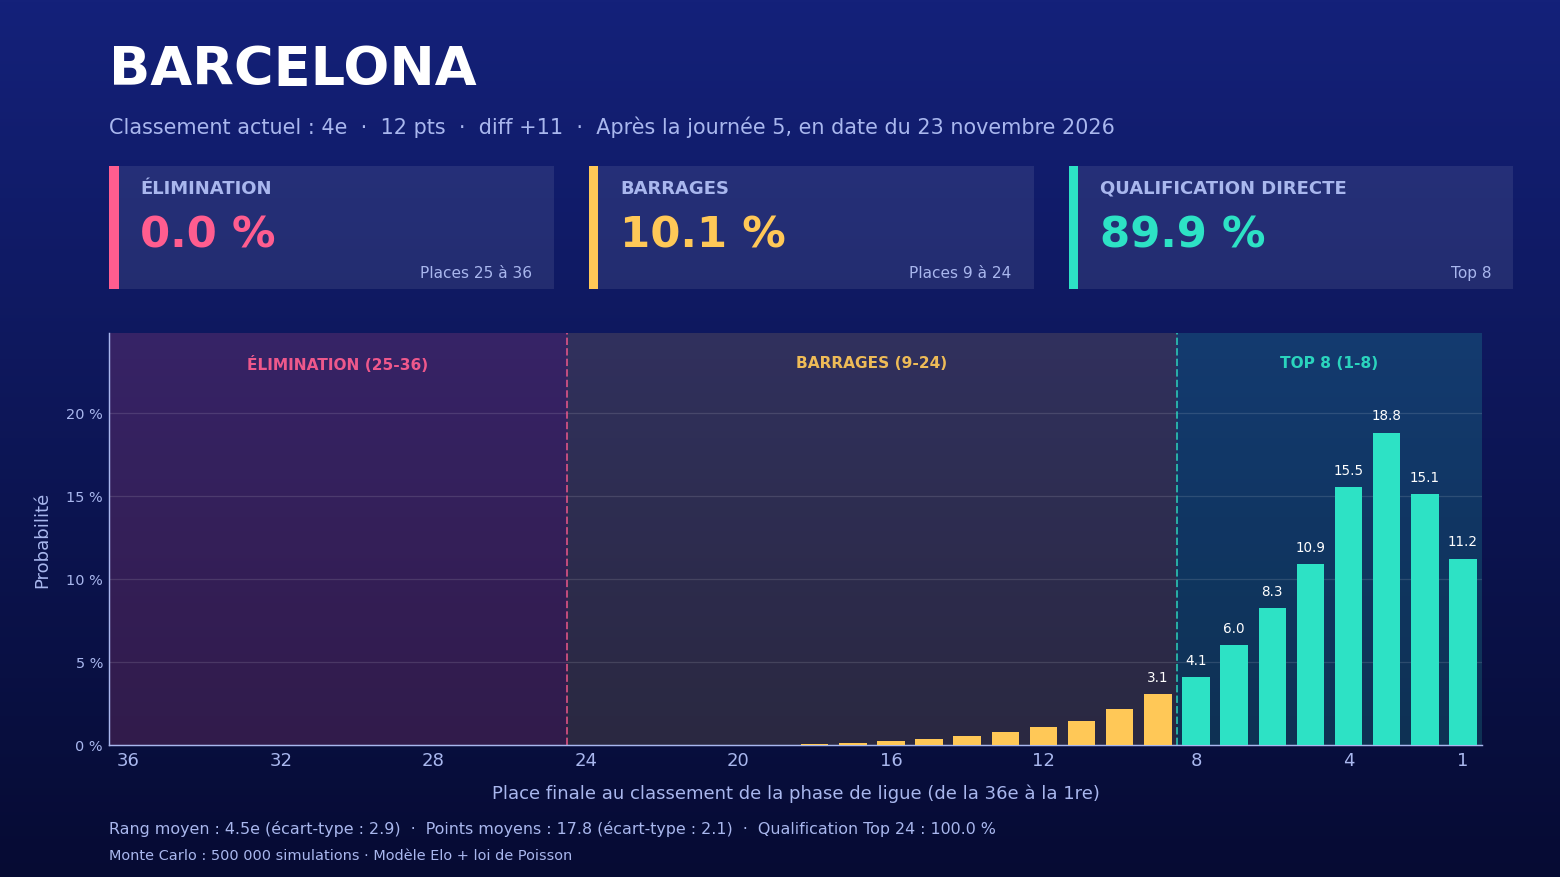 BARCELONA
Classement actuel : 4e · 12 pts · diff +11 · Après la journée 5, en date du 23 novembre 2026
ÉLIMINATION
0.0 %
Places 25 à 36
BARRAGES
10.1 %
Places 9 à 24
QUALIFICATION DIRECTE
89.9 %
Top 8
ÉLIMINATION (25-36)
BARRAGES (9-24)
TOP 8 (1-8)
Probabilité
20 %
15 %
10 %
5 %
0 %
3.1
4.1
6.0
8.3
10.9
15.5
18.8
15.1
11.2
36 32 28 24 20 16 12 8 4 1
Place finale au classement de la phase de ligue (de la 36e à la 1re)
Rang moyen : 4.5e (écart-type : 2.9) · Points moyens : 17.8 (écart-type : 2.1) · Qualification Top 24 : 100.0 %
Monte Carlo : 500 000 simulations · Modèle Elo + loi de Poisson